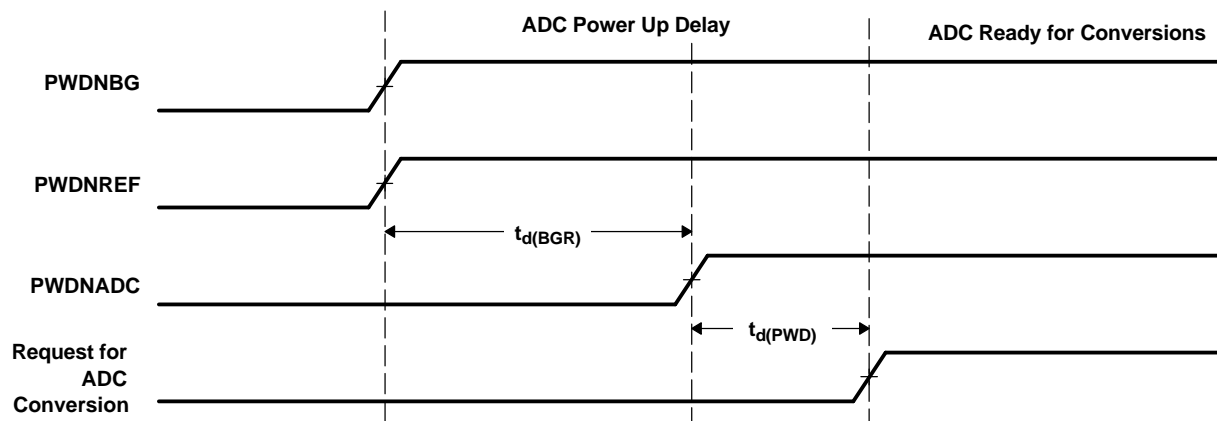 ADC Power Up Delay
ADC Ready for Conversions
PWDNBG
PWDNREF
td(BGR)
PWDNADC
td(PWD)
Request for
ADC
Conversion